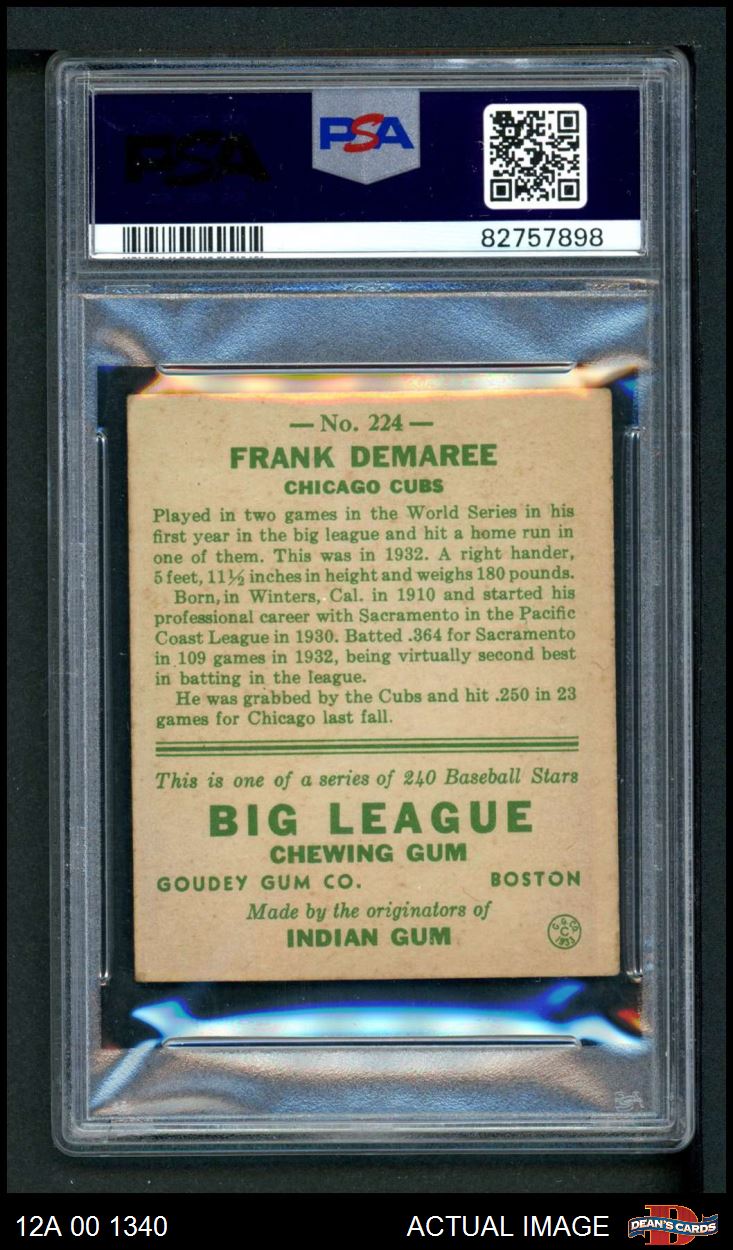 PSA
PSA
82757898
— No. 224 —
FRANK DEMAREE
CHICAGO CUBS
Played in two games in the World Series in his
first year in the big league and hit a home run in
one of them. This was in 1932. A right hander,
5 feet, 11½ inches in height and weighs 180 pounds.
Born, in Winters, Cal. in 1910 and started his
professional career with Sacramento in the Pacific
Coast League in 1930. Batted .364 for Sacramento
in 109 games in 1932, being virtually second best
in batting in the league.
He was grabbed by the Cubs and hit .250 in 23
games for Chicago last fall.
This is one of a series of 240 Baseball Stars
BIG LEAGUE
CHEWING GUM
GOUDEY GUM CO. BOSTON
Made by the originators of
INDIAN GUM
G. G. CO.
C
1933
PSA
12A 00 1340 ACTUAL IMAGE DEAN'S CARDS